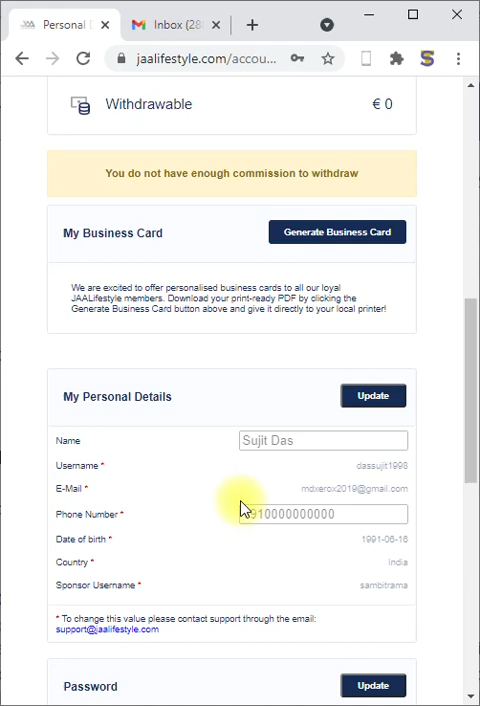 JAA Personal D
Inbox (28
jaalifestyle.com/accou...
Withdrawable € 0
You do not have enough commission to withdraw
My Business Card Generate Business Card
We are excited to offer personalised business cards to all our loyal
JAALifestyle members. Download your print-ready PDF by clicking the
Generate Business Card button above and give it directly to your local printer!
My Personal Details Update
Name Sujit Das
Username * dassujit1998
E-Mail * mdxerox2019@gmail.com
Phone Number * 910000000000
Date of birth * 1991-06-16
Country * India
Sponsor Username * sambitrama
* To change this value please contact support through the email:
support@jaalifestyle.com
Password Update